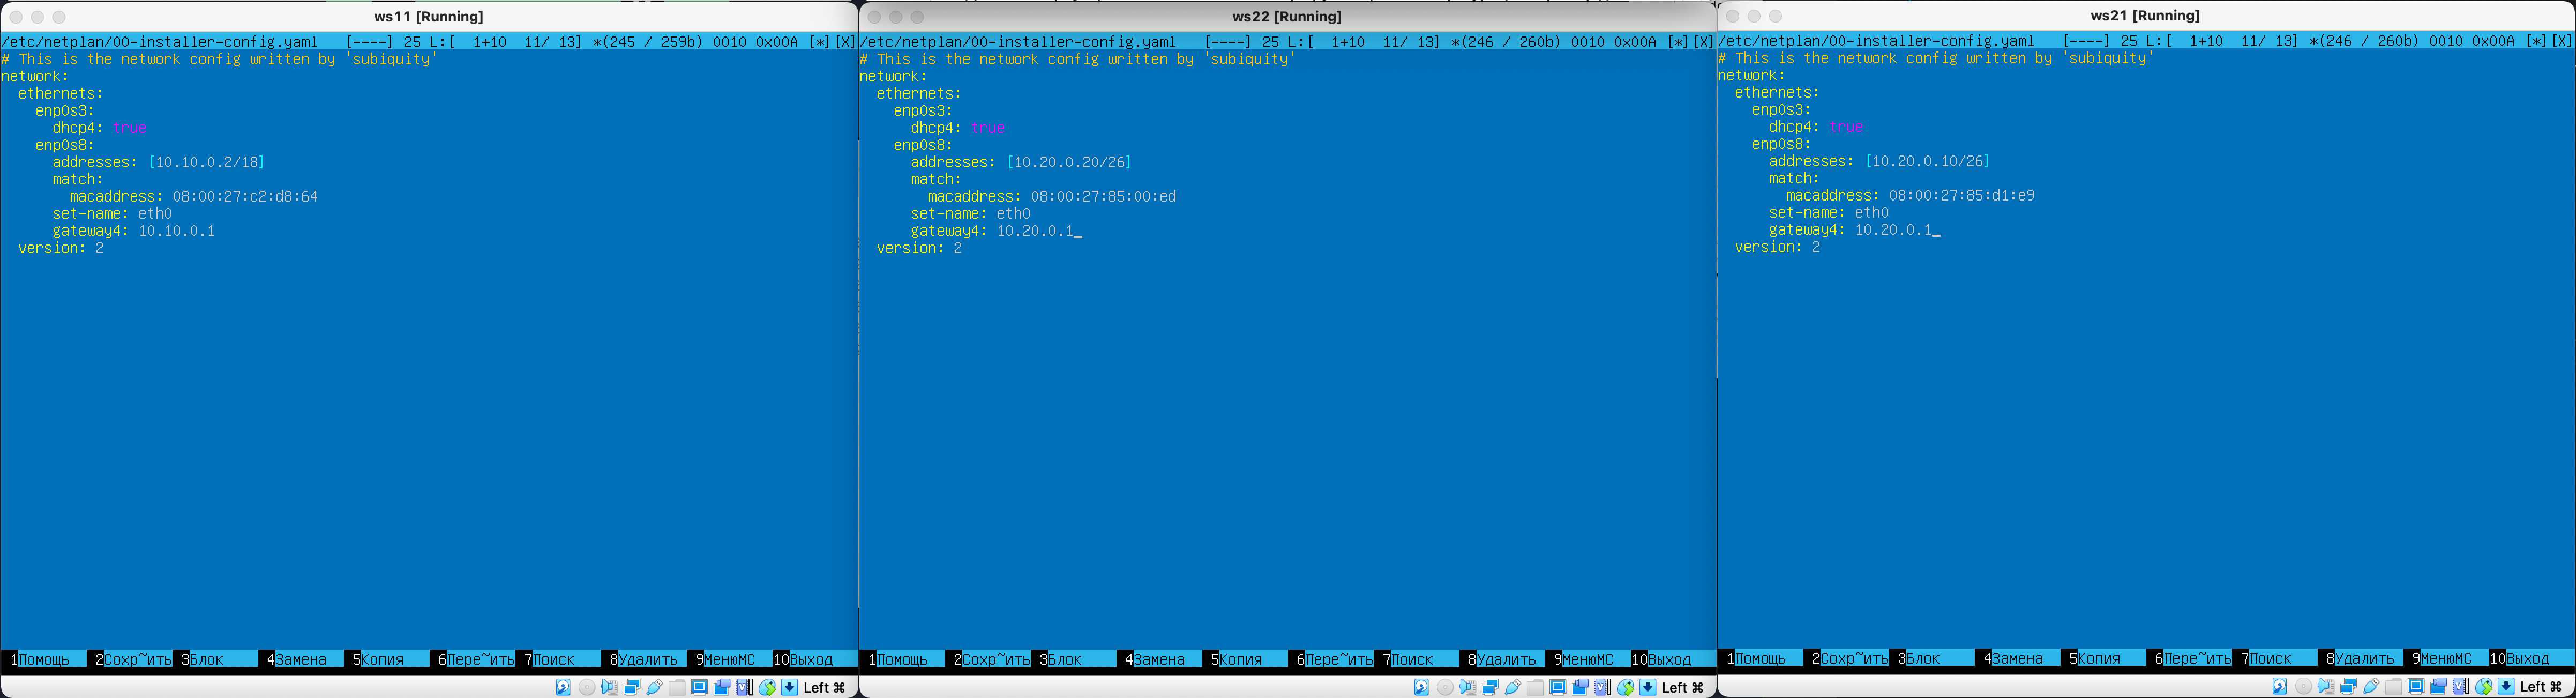 ws11 [Running]
/etc/netplan/00-installer-config.yaml [----] 25 L:[ 1+10 11/ 13] *(245 / 259b) 0010 0x00A [*][X]
# This is the network config written by 'subiquity'
network:
  ethernets:
    enp0s3:
      dhcp4: true
    enp0s8:
      addresses: [10.10.0.2/18]
      match:
        macaddress: 08:00:27:c2:d8:64
      set-name: eth0
      gateway4: 10.10.0.1
  version: 2
1Помощь 2Сохр~ить 3Блок 4Замена 5Копия 6Пере~ить 7Поиск 8Удалить 9МенюMC 10Выход
Left ⌘
ws22 [Running]
/etc/netplan/00-installer-config.yaml [----] 25 L:[ 1+10 11/ 13] *(246 / 260b) 0010 0x00A [*][X]
# This is the network config written by 'subiquity'
network:
  ethernets:
    enp0s3:
      dhcp4: true
    enp0s8:
      addresses: [10.20.0.20/26]
      match:
        macaddress: 08:00:27:85:00:ed
      set-name: eth0
      gateway4: 10.20.0.1_
  version: 2
1Помощь 2Сохр~ить 3Блок 4Замена 5Копия 6Пере~ить 7Поиск 8Удалить 9МенюMC 10Выход
Left ⌘
ws21 [Running]
/etc/netplan/00-installer-config.yaml [----] 25 L:[ 1+10 11/ 13] *(246 / 260b) 0010 0x00A [*][X]
# This is the network config written by 'subiquity'
network:
  ethernets:
    enp0s3:
      dhcp4: true
    enp0s8:
      addresses: [10.20.0.10/26]
      match:
        macaddress: 08:00:27:85:d1:e9
      set-name: eth0
      gateway4: 10.20.0.1_
  version: 2
1Помощь 2Сохр~ить 3Блок 4Замена 5Копия 6Пере~ить 7Поиск 8Удалить 9МенюMC 10Выход
Left ⌘